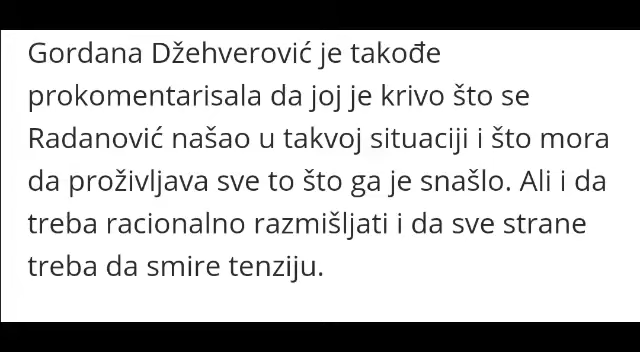 Gordana Džehverović je takođe
prokomentarisala da joj je krivo što se
Radanović našao u takvoj situaciji i što mora
da proživljava sve to što ga je snašlo. Ali i da
treba racionalno razmišljati i da sve strane
treba da smire tenziju.